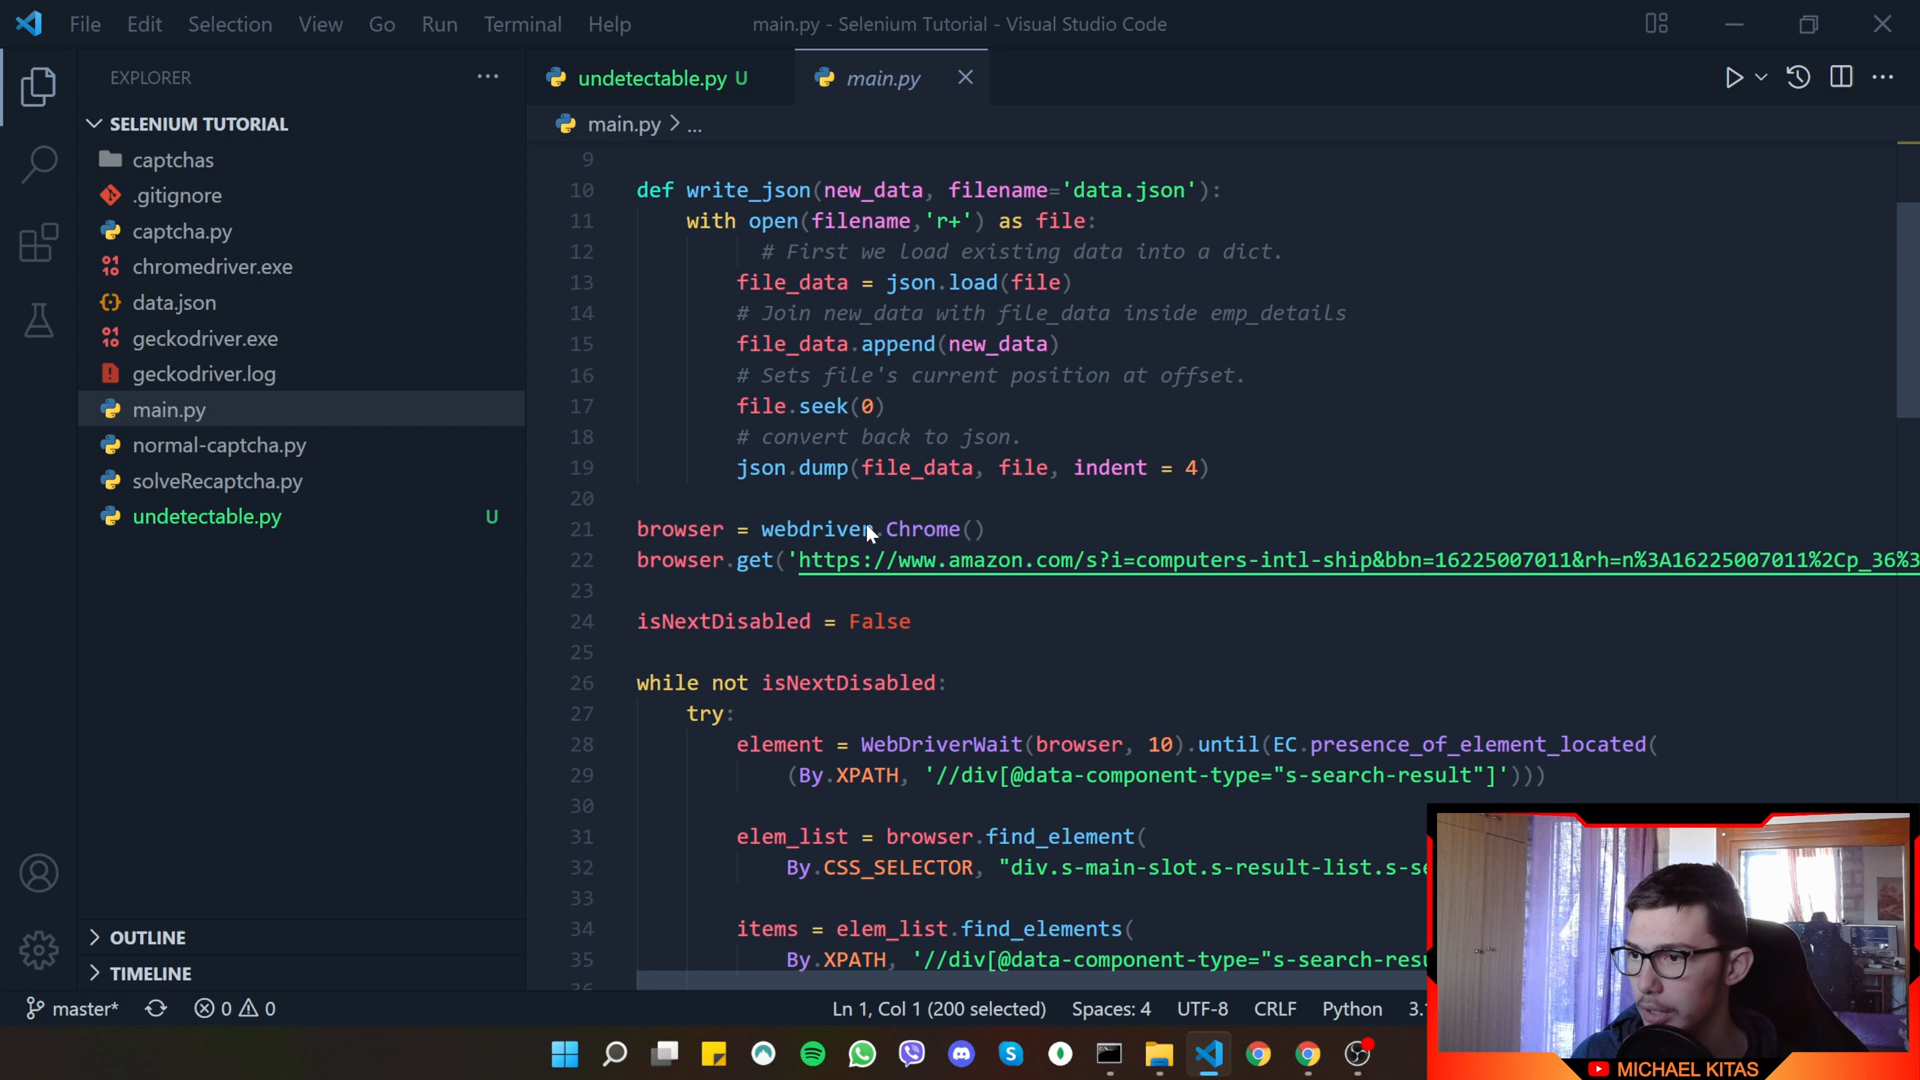 File Edit Selection View Go Run Terminal Help
main.py - Selenium Tutorial - Visual Studio Code
EXPLORER
SELENIUM TUTORIAL
captchas
.gitignore
captcha.py
chromedriver.exe
data.json
geckodriver.exe
geckodriver.log
main.py
normal-captcha.py
solveRecaptcha.py
undetectable.py U
OUTLINE
TIMELINE
undetectable.py U
main.py
main.py > ...
9
10 def write_json(new_data, filename='data.json'):
11 with open(filename,'r+') as file:
12 # First we load existing data into a dict.
13 file_data = json.load(file)
14 # Join new_data with file_data inside emp_details
15 file_data.append(new_data)
16 # Sets file's current position at offset.
17 file.seek(0)
18 # convert back to json.
19 json.dump(file_data, file, indent = 4)
20
21 browser = webdriver.Chrome()
22 browser.get('https://www.amazon.com/s?i=computers-intl-ship&bbn=16225007011&rh=n%3A16225007011%2Cp_36%3
23
24 isNextDisabled = False
25
26 while not isNextDisabled:
27 try:
28 element = WebDriverWait(browser, 10).until(EC.presence_of_element_located(
29 (By.XPATH, '//div[@data-component-type="s-search-result"]')))
30
31 elem_list = browser.find_element(
32 By.CSS_SELECTOR, "div.s-main-slot.s-result-list.s-se
33
34 items = elem_list.find_elements(
35 By.XPATH, '//div[@data-component-type="s-search-resu
master* 0 0
Ln 1, Col 1 (200 selected) Spaces: 4 UTF-8 CRLF Python 3.
MICHAEL KITAS